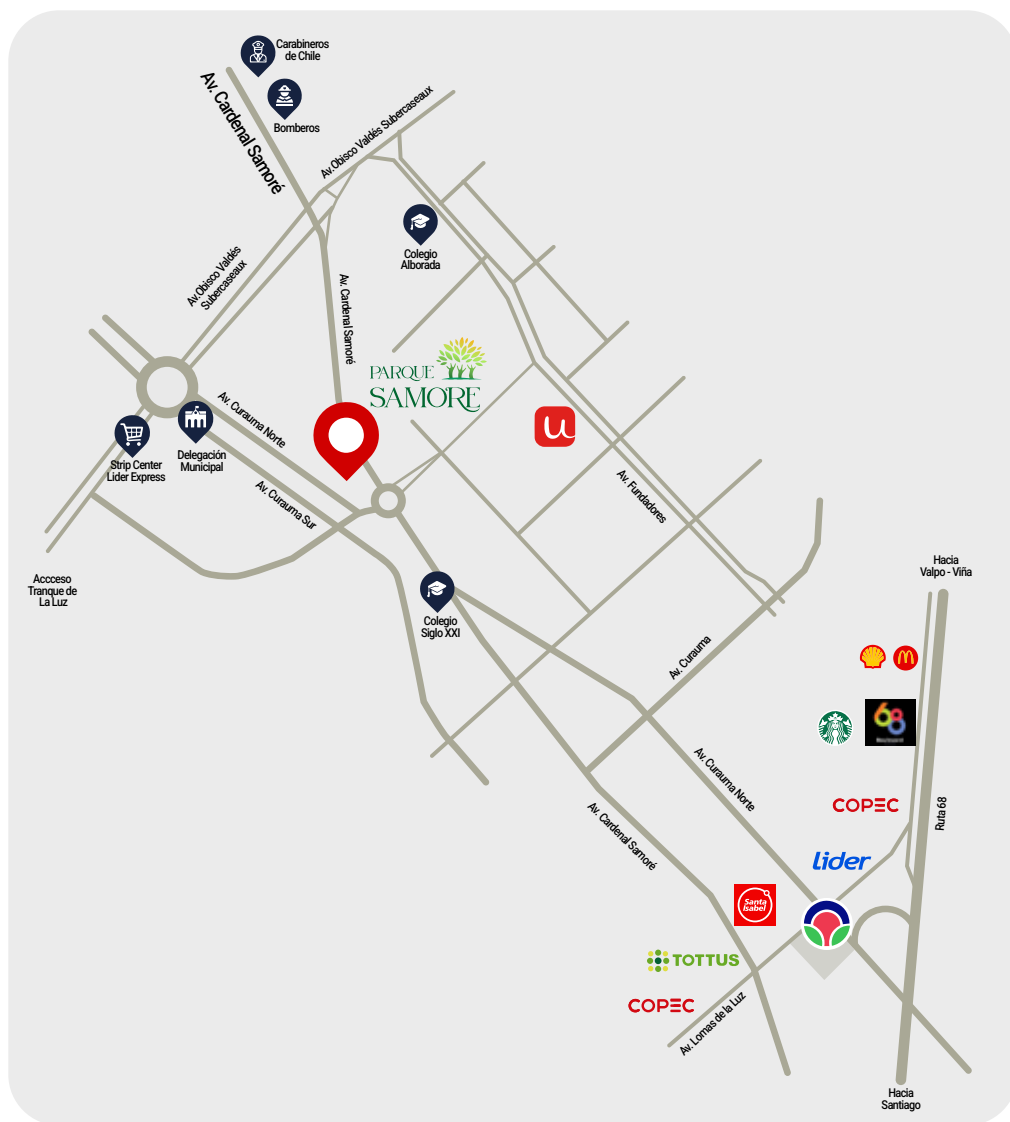 Carabineros
de Chile
Bomberos
Av. Cardenal Samoré
Av.Obisco Valdés Subercaseaux
Colegio
Alborada
Av.Obisco Valdés
Subercaseaux
Av. Cardenal Samoré
PARQUE
SAMORE
Av. Curauma Norte
Delegación
Municipal
Strip Center
Lider Express
Av. Curauma Sur
u
Av. Fundadores
Accceso
Tranque de
La Luz
Colegio
Siglo XXI
Hacia
Valpo - Viña
Av. Curauma
68
Av. Curauma Norte
COPEC
Ruta 68
Av. Cardenal Samoré
lider
Santa
Isabel
TOTTUS
COPEC
Av. Lomas de la Luz
Hacia
Santiago